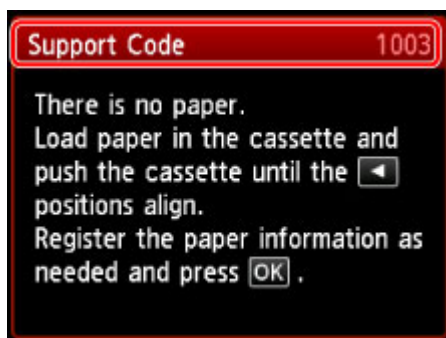 Support Code 1003
There is no paper.
Load paper in the cassette and
push the cassette until the ◀
positions align.
Register the paper information as
needed and press OK .